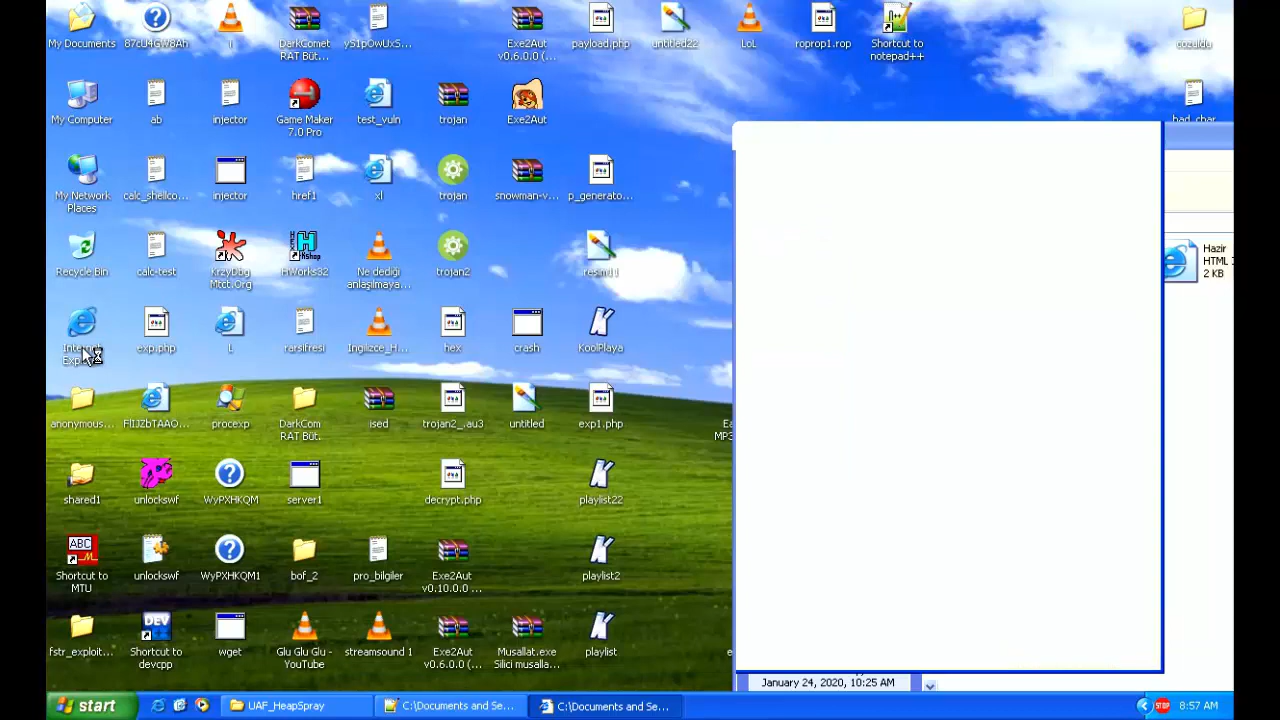 My Documents
87cU4GW8Ah
DarkComet
RAT Büt...
y51pOwUxS...
Exe2Aut
v0.6.0.0 (...
payload.php
untitled22
LoL
roprop1.rop
Shortcut to
notepad++
cozuldu
My Computer
ab
injector
Game Maker
7.0 Pro
test_vuln
trojan
Exe2Aut
bad_char
My Network
Places
calc_shellco...
injector
href1
xl
trojan
snowman-v...
p_generato...
Recycle Bin
calc-test
KrzyDbg
Mtct.Org
HWorks32
Ne dediği
anlaşılmaya...
trojan2
resim11
Hazir
HTML
2 KB
exp.php
rarsifresi
Ingilizce_H...
hex
crash
KoolPlaya
anonymous...
procexp
DarkCom
RAT Büt.
ised
trojan2_.au3
untitled
exp1.php
shared1
unlockswf
WyPXHKQM
server1
decrypt.php
playlist22
ABC
Shortcut to
MTU
unlockswf
WyPXHKQM1
bof_2
pro_bilgiler
Exe2Aut
v0.10.0.0 ...
playlist2
fstr_exploit...
DEV
Shortcut to
devcpp
wget
Glu Glu Glu -
YouTube
streamsound 1
Exe2Aut
v0.6.0.0 (...
Musallat.exe
Silici musalla...
playlist
January 24, 2020, 10:25 AM
start
UAF_HeapSpray
C:\Documents and Se...
C:\Documents and Se...
STOP
8:57 AM